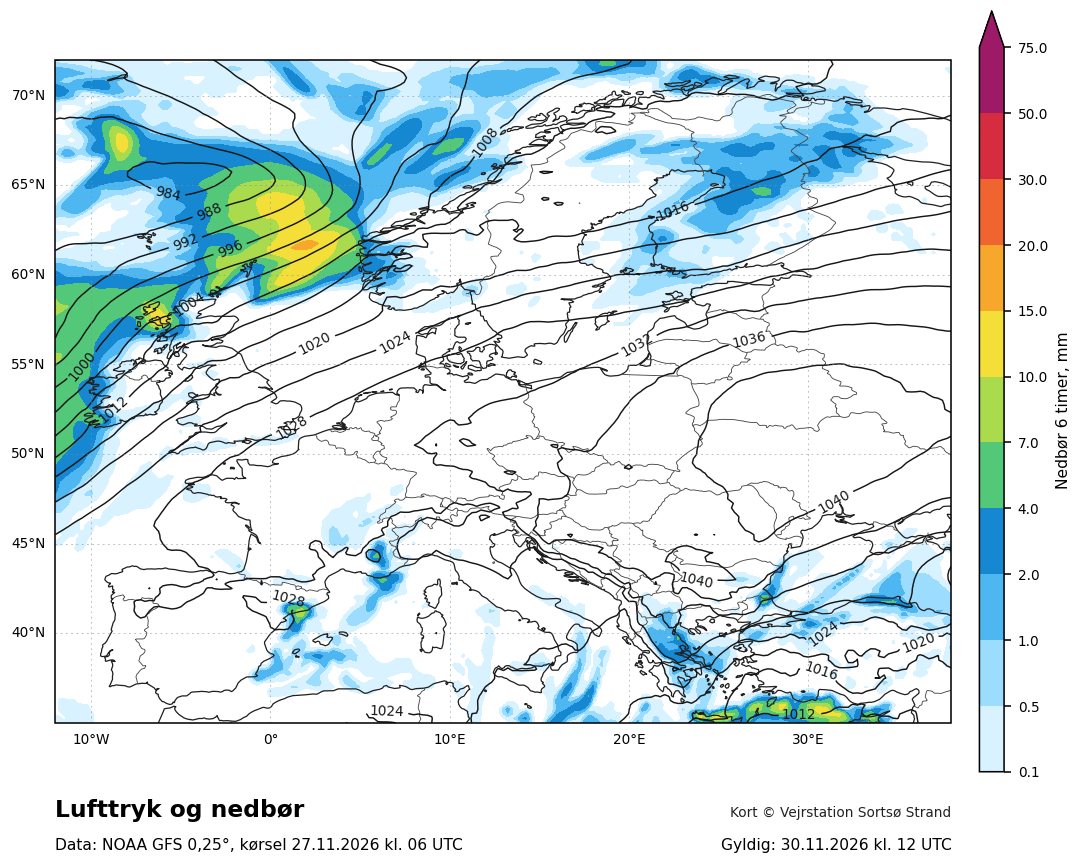 75.0
50.0
30.0
20.0
15.0
10.0
7.0
4.0
2.0
1.0
0.5
0.1
Nedbør 6 timer, mm
70°N
65°N
60°N
55°N
50°N
45°N
40°N
10°W
0°
10°E
20°E
30°E
1008
984
988
992
996
1016
1004
1000
1020
1024
1032
1036
1012
1028
1040
1040
1028
1024
1020
1016
1024
1012
Lufttryk og nedbør
Kort © Vejrstation Sortsø Strand
Data: NOAA GFS 0,25°, kørsel 27.11.2026 kl. 06 UTC
Gyldig: 30.11.2026 kl. 12 UTC